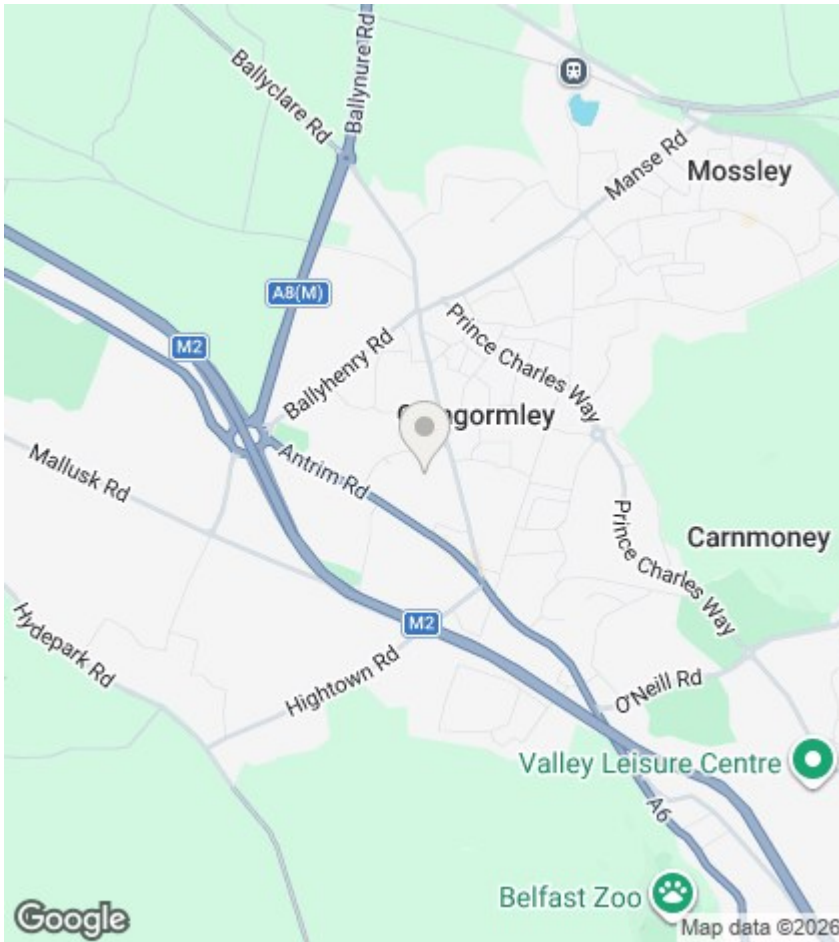 Ballynure Rd
Ballyclare Rd
Manse Rd
Mossley
A8(M)
M2
Ballyhenry Rd
Prince Charles Way
ngormley
Mallusk Rd
Antrim Rd
Prince Charles Way
Carnmoney
Hydepark Rd
M2
Hightown Rd
O'Neill Rd
Valley Leisure Centre
A6
Belfast Zoo
Google
Map data ©2026